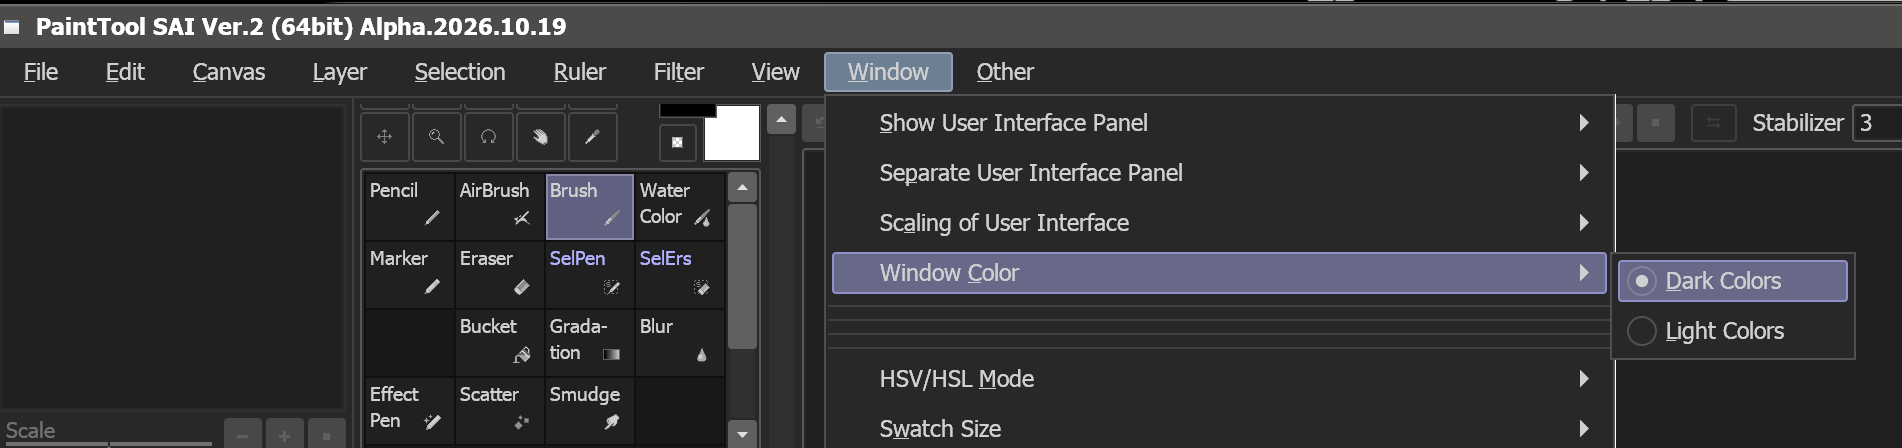 PaintTool SAI Ver.2 (64bit) Alpha.2026.10.19
File Edit Canvas Layer Selection Ruler Filter View Window Other
Show User Interface Panel
Separate User Interface Panel
Scaling of User Interface
Window Color
Dark Colors
Light Colors
HSV/HSL Mode
Swatch Size
Stabilizer 3
Pencil
AirBrush
Brush
Water
Color
Marker
Eraser
SelPen
SelErs
Bucket
Grada-
tion
Blur
Effect
Pen
Scatter
Smudge
Scale